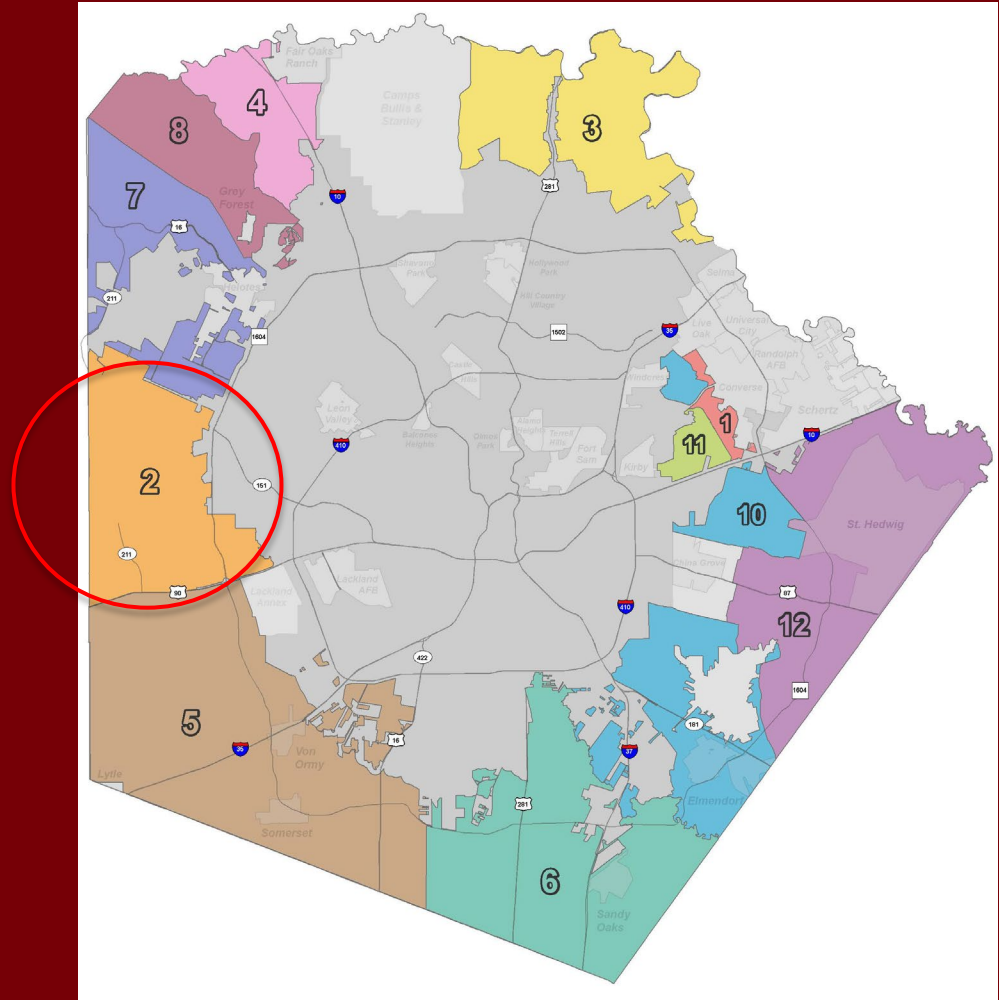 Fair Oaks
Ranch
4
Camps
Bullis &
Stanley
3
8
281
7
Grey
Forest
10
16
Shavano
Park
Hollywood
Park
Selma
211
Helotes
Hill Country
Village
1604
1502
35
Live
Oak
Universal
City
Randolph
AFB
Castle
Hills
Windcrest
Converse
Leon
Valley
Schertz
Balcones
Heights
Olmos
Park
Alamo
Heights
Terrell
Hills
1
410
Fort
Sam
11
Kirby
10
2
151
10
St. Hedwig
211
China Grove
Lackland
AFB
90
Lackland
Annex
87
410
12
422
1604
5
181
16
35
Von
Ormy
37
Lytle
281
Elmendorf
Somerset
6
Sandy
Oaks